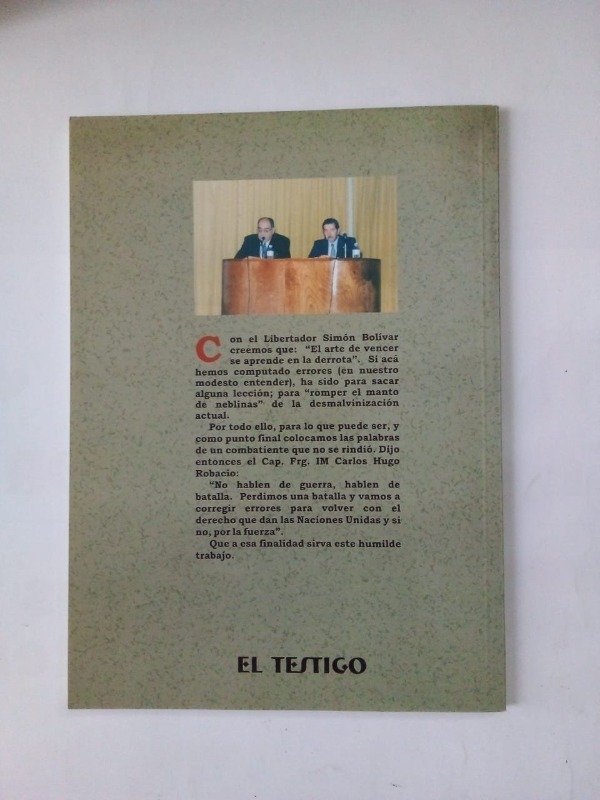 Con el Libertador Simón Bolívar
creemos que: "El arte de vencer
se aprende en la derrota". Si acá
hemos computado errores (en nuestro
modesto entender), ha sido para sacar
alguna lección; para "romper el manto
de neblinas" de la desmalvinización
actual.
Por todo ello, para lo que puede ser, y
como punto final colocamos las palabras
de un combatiente que no se rindió. Dijo
entonces el Cap. Frg. IM Carlos Hugo
Robacio:
"No hablen de guerra, hablen de
batalla. Perdimos una batalla y vamos a
corregir errores para volver con el
derecho que dan las Naciones Unidas y si
no, por la fuerza".
Que a esa finalidad sirva este humilde
trabajo.
EL TESTIGO